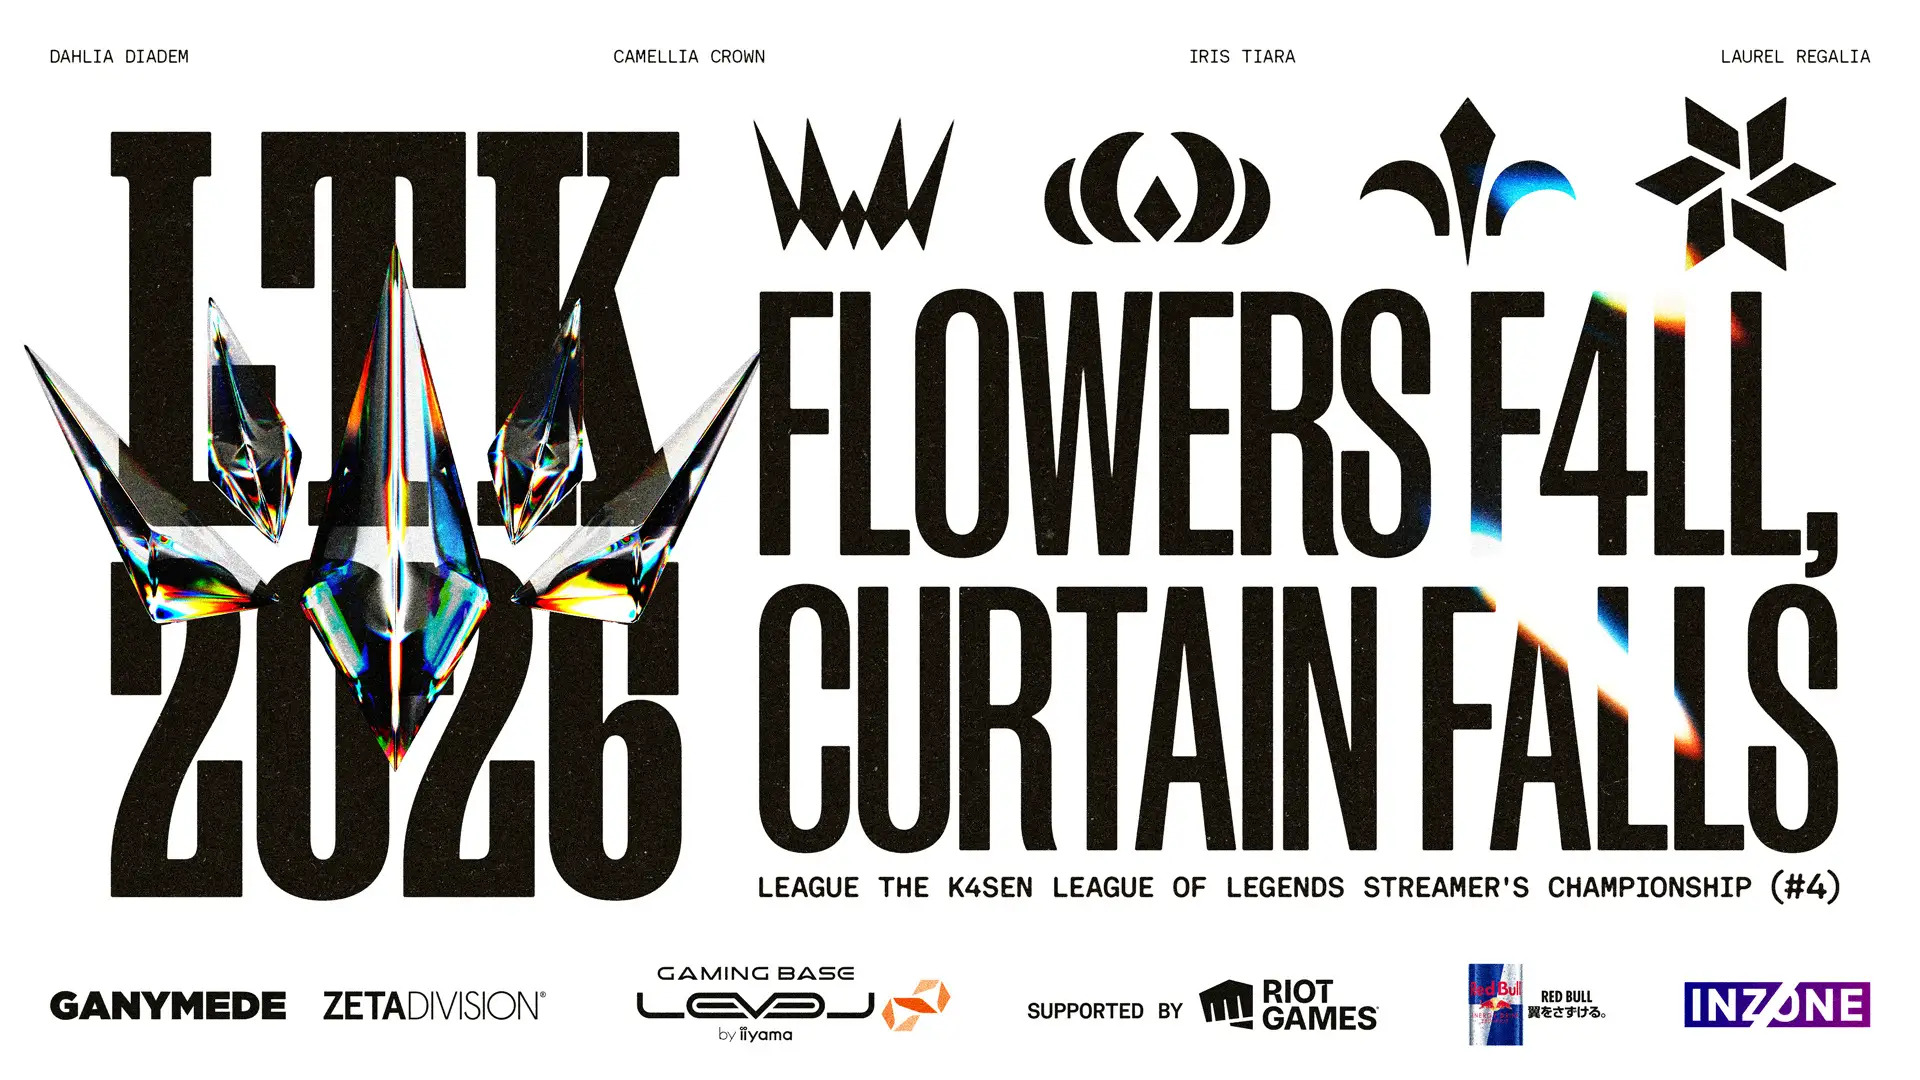 DAHLIA DIADEM
CAMELLIA CROWN
IRIS TIARA
LAUREL REGALIA
LTK
2026
FLOWERS F4LL,
CURTAIN FALLS
LEAGUE THE K4SEN LEAGUE OF LEGENDS STREAMER'S CHAMPIONSHIP (#4)
GANYMEDE
ZETADIVISION®
GAMING BASE
LEVEL
by iiyama
SUPPORTED BY
RIOT
GAMES
Red Bull
ENERGY DRINK
RED BULL
翼をさずける。
INZONE